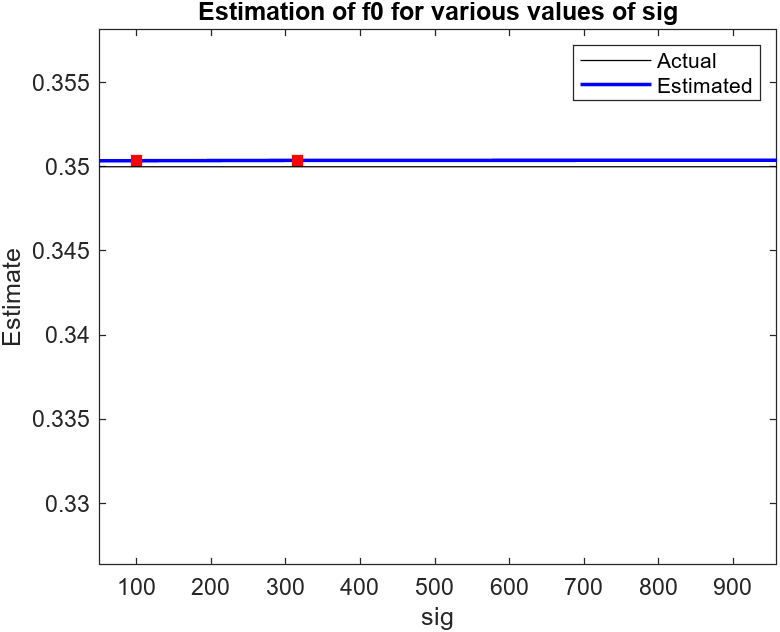 Estimation of f0 for various values of sig
Actual
Estimated
0.355
0.35
0.345
0.34
0.335
0.33
Estimate
100 200 300 400 500 600 700 800 900
sig